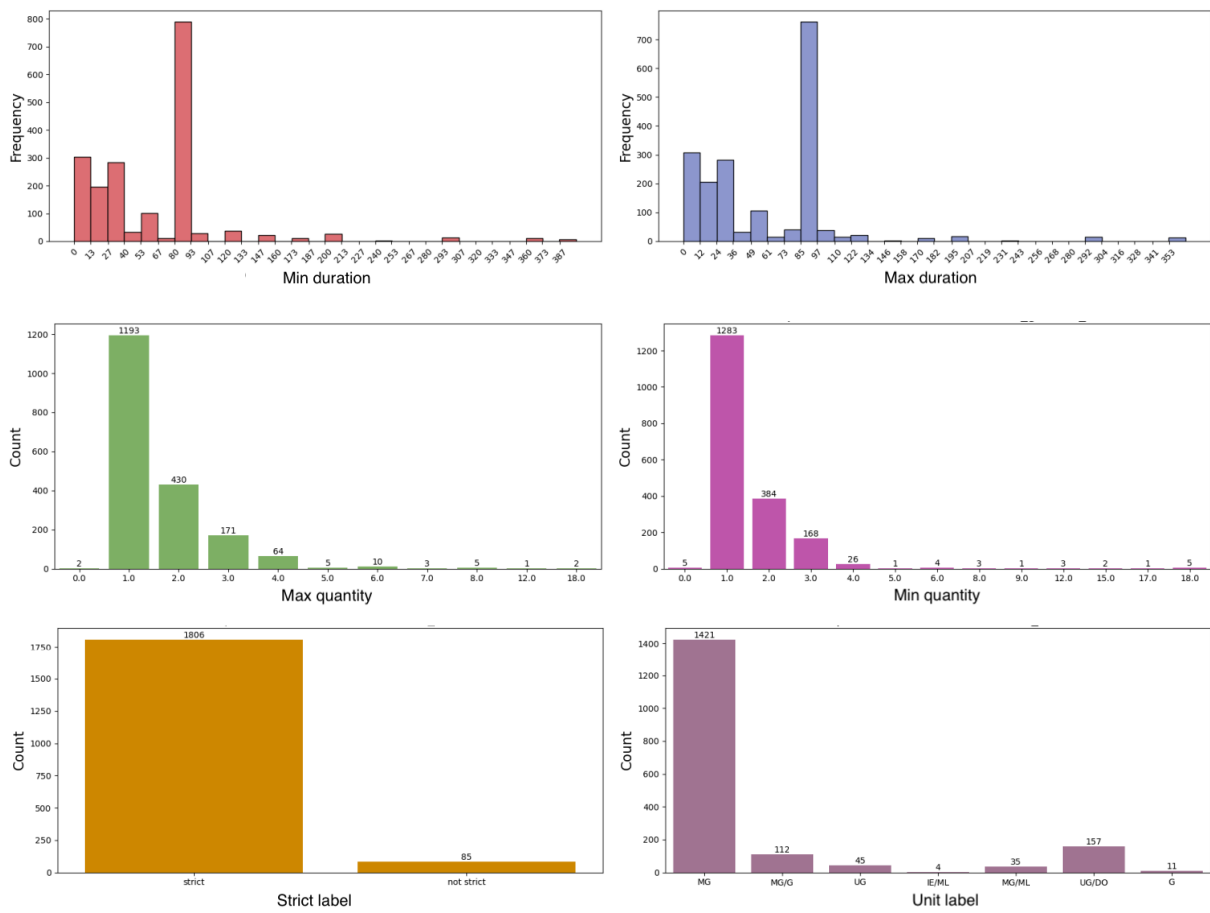 800
700
600
500
400
300
200
100
0
Frequency
0 13 27 40 53 67 80 93 107 120 133 147 160 173 187 200 213 227 240 253 267 280 293 307 320 333 347 360 373 387
Min duration
700
600
500
400
300
200
100
0
Frequency
0 12 24 36 49 61 73 85 97 110 122 134 146 158 170 182 195 207 219 231 243 256 268 280 292 304 316 328 341 353
Max duration
1200
1000
800
600
400
200
0
Count
2 1193 430 171 64 5 10 3 5 1 2
0.0 1.0 2.0 3.0 4.0 5.0 6.0 7.0 8.0 12.0 18.0
Max quantity
1200
1000
800
600
400
200
0
Count
5 1283 384 168 26 1 4 3 1 3 2 1 5
0.0 1.0 2.0 3.0 4.0 5.0 6.0 8.0 9.0 12.0 15.0 17.0 18.0
Min quantity
1750
1500
1250
1000
750
500
250
0
Count
1806 85
strict not strict
Strict label
1400
1200
1000
800
600
400
200
0
Count
1421 112 45 4 35 157 11
MG MG/G UG IE/ML MG/ML UG/DO G
Unit label